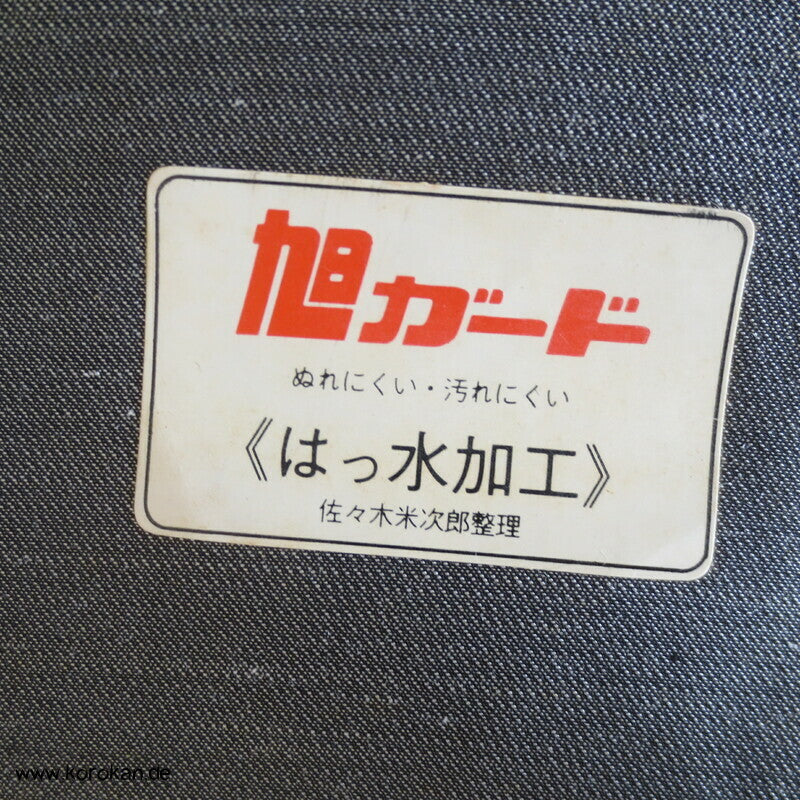 旭ガード
ぬれにくい・汚れにくい
《はっ水加工》
佐々木米次郎整理
www.korokan.de